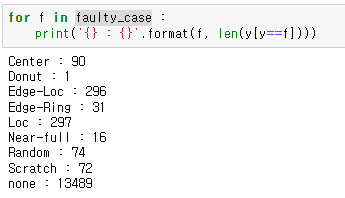 for f in faulty_case :
    print('{} : {}'.format(f, len(y[y==f])))
Center : 90
Donut : 1
Edge-Loc : 296
Edge-Ring : 31
Loc : 297
Near-full : 16
Random : 74
Scratch : 72
none : 13489